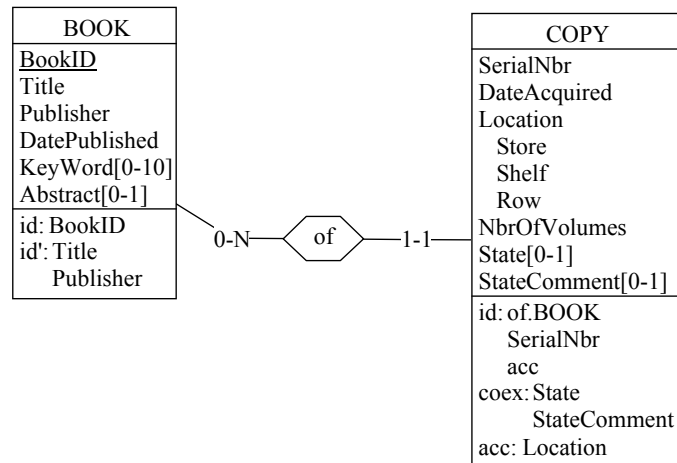 BOOK
BookID
Title
Publisher
DatePublished
KeyWord[0-10]
Abstract[0-1]
id: BookID
id': Title
Publisher
0-N
of
1-1
COPY
SerialNbr
DateAcquired
Location
Store
Shelf
Row
NbrOfVolumes
State[0-1]
StateComment[0-1]
id: of.BOOK
SerialNbr
acc
coex: State
StateComment
acc: Location